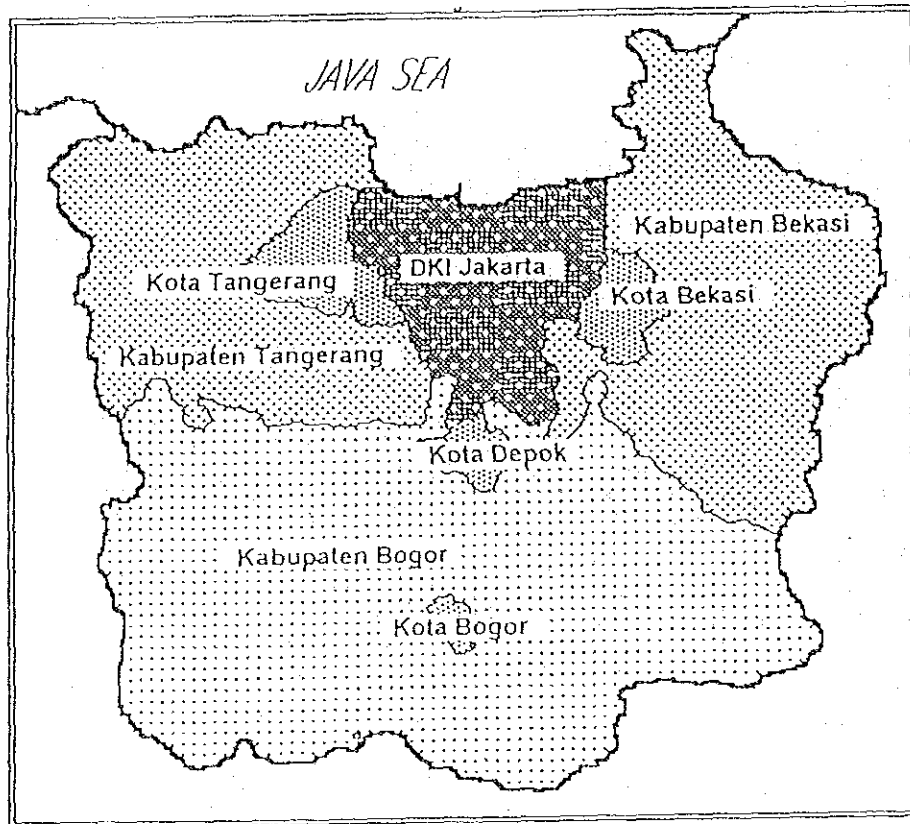 JAVA SEA
Kabupaten Bekasi
DKI Jakarta
Kota Tangerang
Kota Bekasi
Kabupaten Tangerang
Kota Depok
Kabupaten Bogor
Kota Bogor